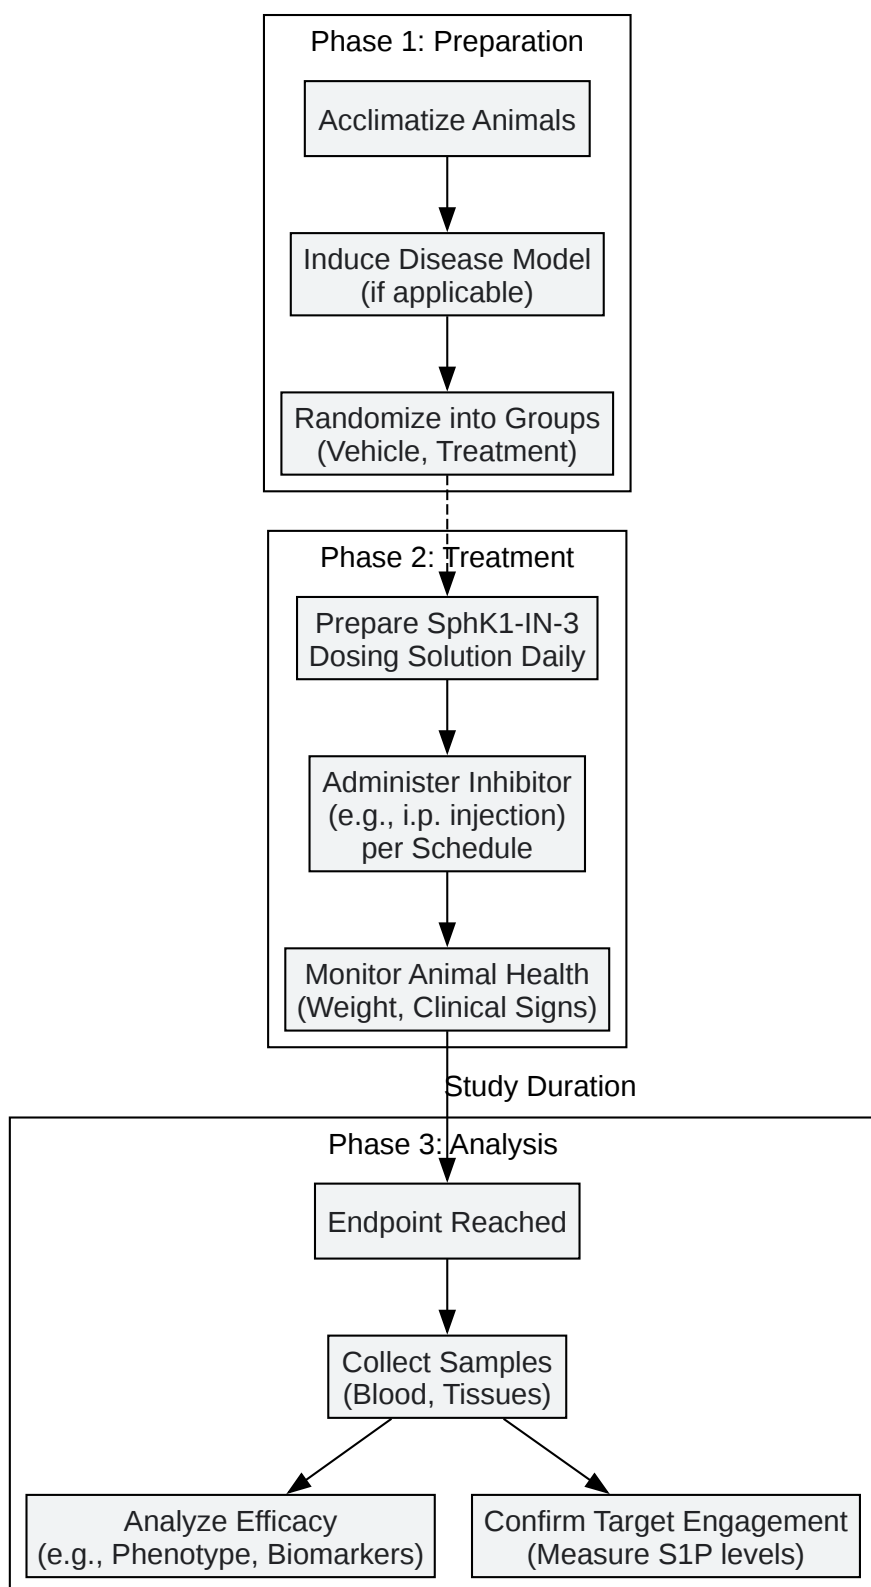 Phase 1: Preparation
Acclimatize Animals
Induce Disease Model
(if applicable)
Randomize into Groups
(Vehicle, Treatment)
Phase 2: Treatment
Prepare SphK1-IN-3
Dosing Solution Daily
Administer Inhibitor
(e.g., i.p. injection)
per Schedule
Monitor Animal Health
(Weight, Clinical Signs)
Study Duration
Phase 3: Analysis
Endpoint Reached
Collect Samples
(Blood, Tissues)
Analyze Efficacy
(e.g., Phenotype, Biomarkers)
Confirm Target Engagement
(Measure S1P levels)